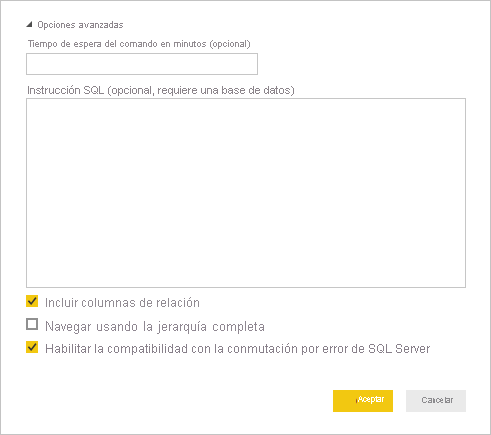 Opciones avanzadas
Tiempo de espera del comando en minutos (opcional)
Instrucción SQL (opcional, requiere una base de datos)
Incluir columnas de relación
Navegar usando la jerarquía completa
Habilitar la compatibilidad con la conmutación por error de SQL Server
Aceptar
Cancelar